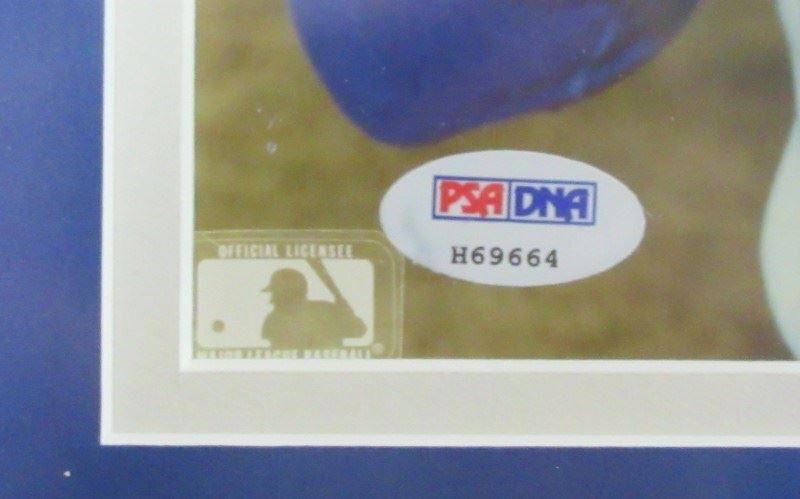 PSA DNA
H69664
OFFICIAL LICENSEE
MAJOR LEAGUE BASEBALL®